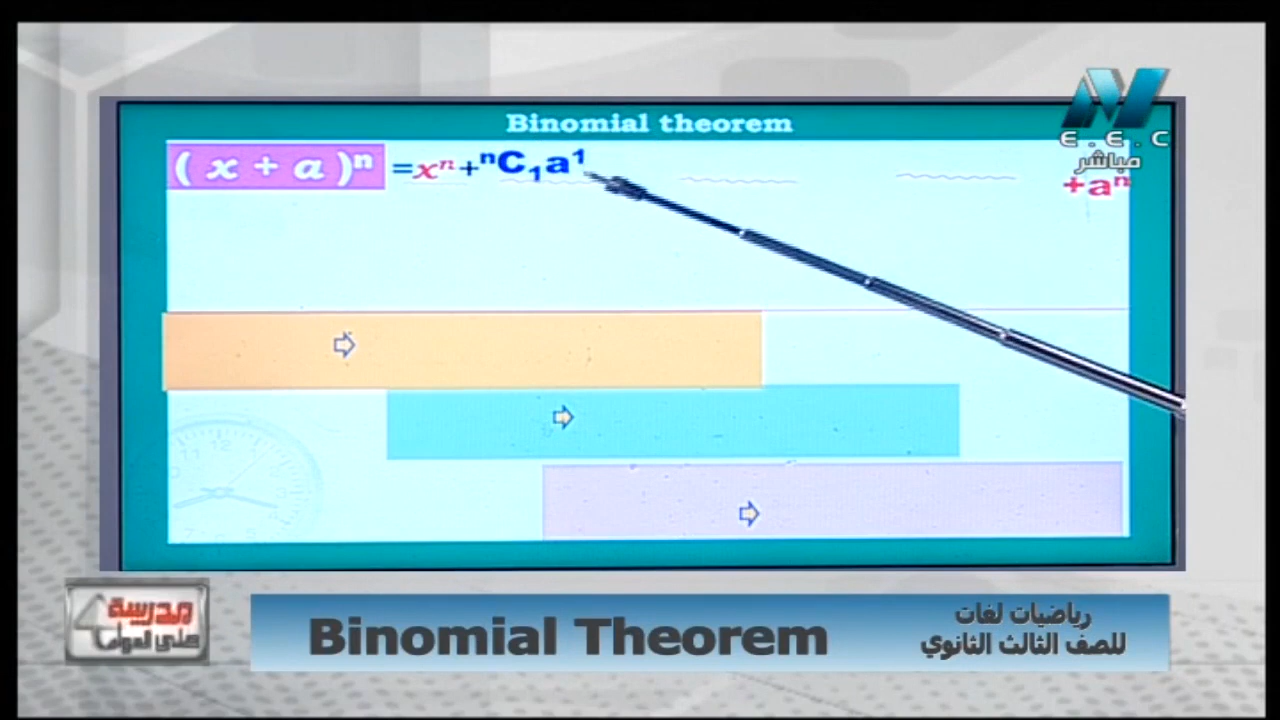 Binomial theorem
E.E.C
مباشر
(x + a)ⁿ = xⁿ + ⁿC₁a¹
+aⁿ
مدرسة
على الهواء
Binomial Theorem
رياضيات لغات
للصف الثالث الثانوي